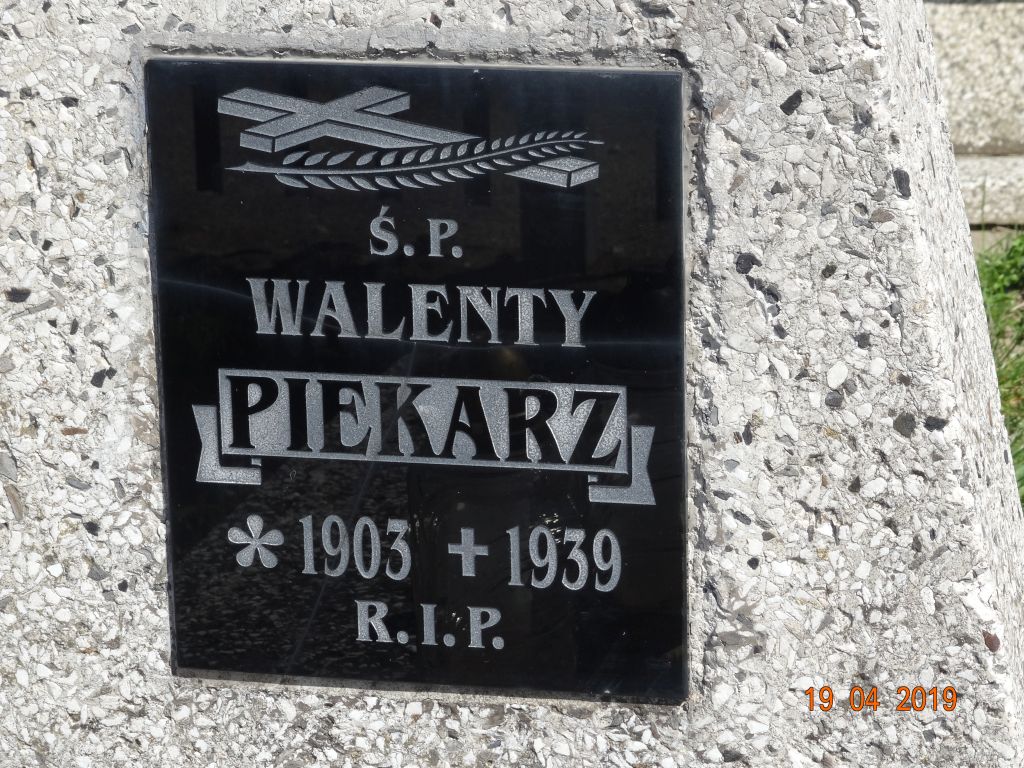 Ś. P.
WALENTY
PIEKARZ
* 1903 + 1939
R. I. P.
19 04 2019